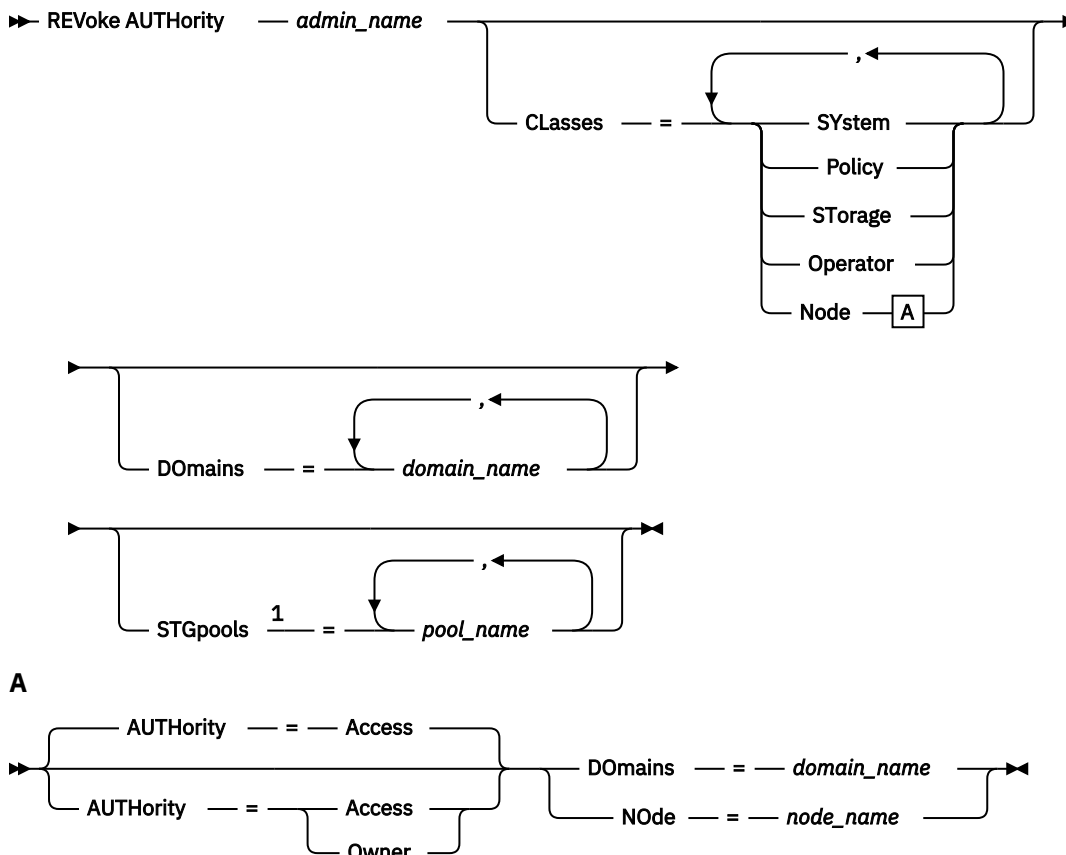 REVoke AUTHority admin_name
,
CLasses = SYstem
Policy
STorage
Operator
Node A
,
DOmains = domain_name
,
STGpools 1 = pool_name
A
AUTHority = Access
DOmains = domain_name
AUTHority = Access
NOde = node_name
Owner